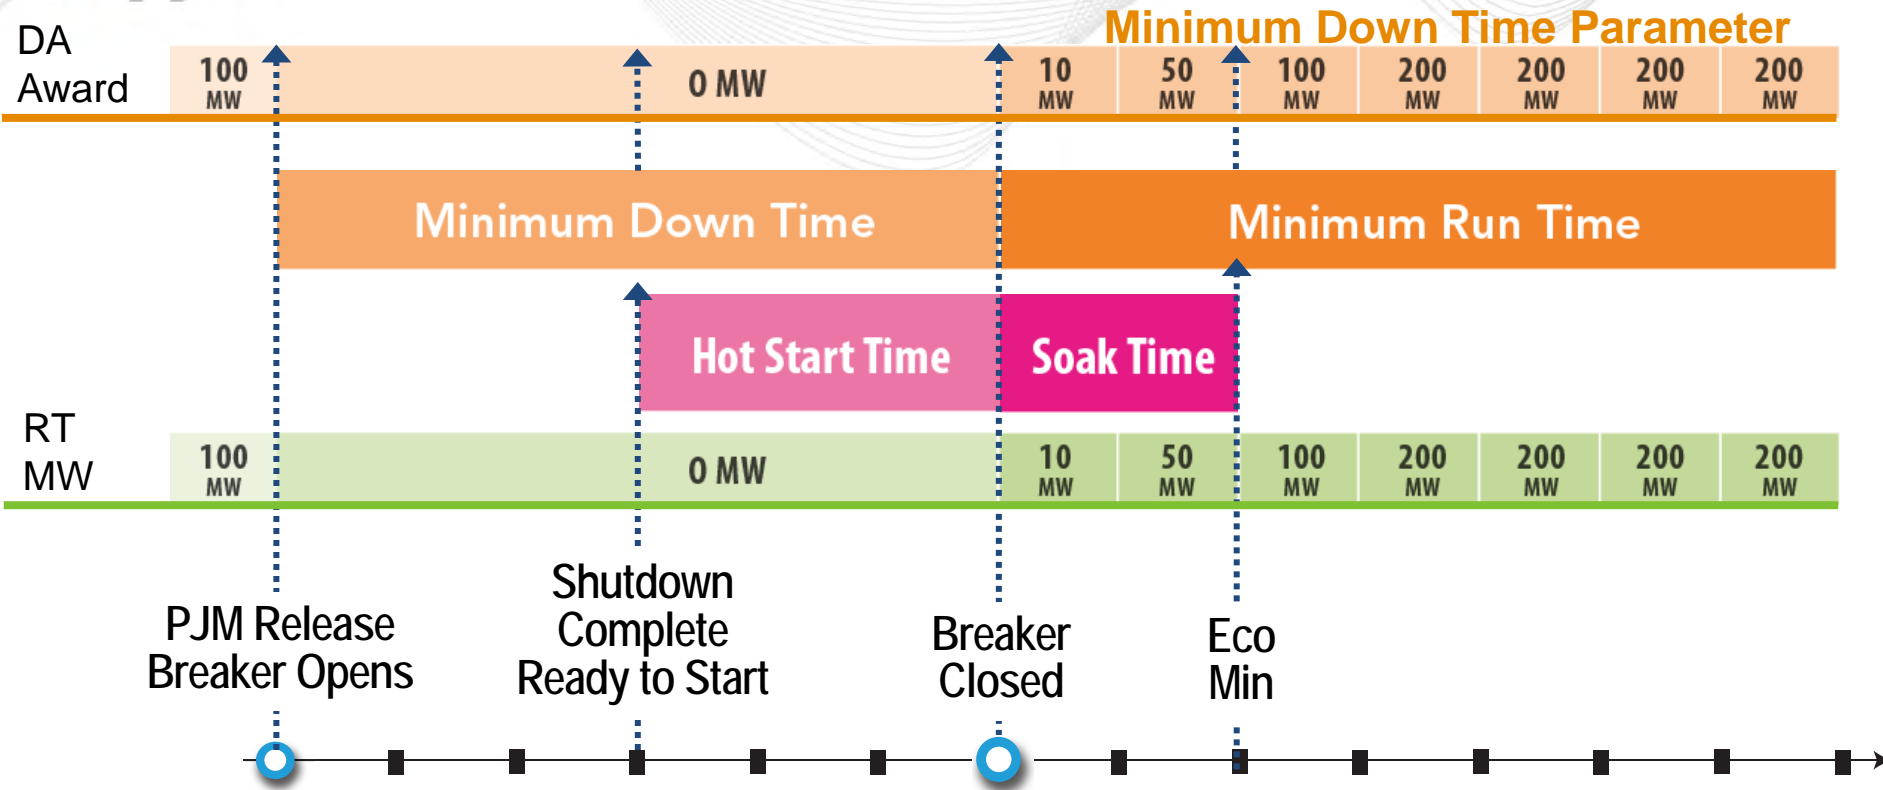 Minimum Down Time Parameter
DA
Award
100
MW
0 MW
10
MW
50
MW
100
MW
200
MW
200
MW
200
MW
200
MW
Minimum Down Time
Minimum Run Time
Hot Start Time
Soak Time
RT
MW
100
MW
0 MW
10
MW
50
MW
100
MW
200
MW
200
MW
200
MW
200
MW
PJM Release
Breaker Opens
Shutdown
Complete
Ready to Start
Breaker
Closed
Eco
Min